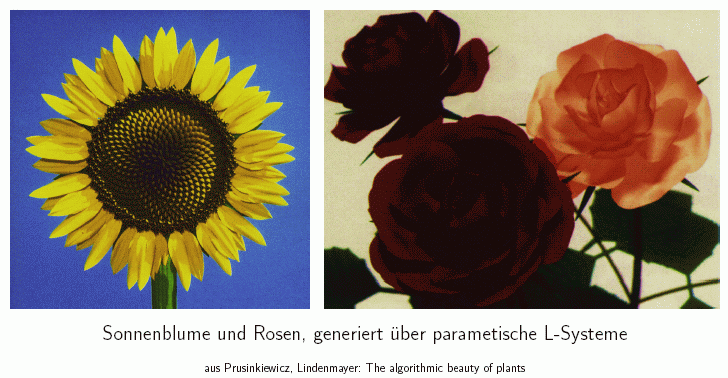 Sonnenblume und Rosen, generiert über parametische L-Systeme
aus Prusinkiewicz, Lindenmayer: The algorithmic beauty of plants